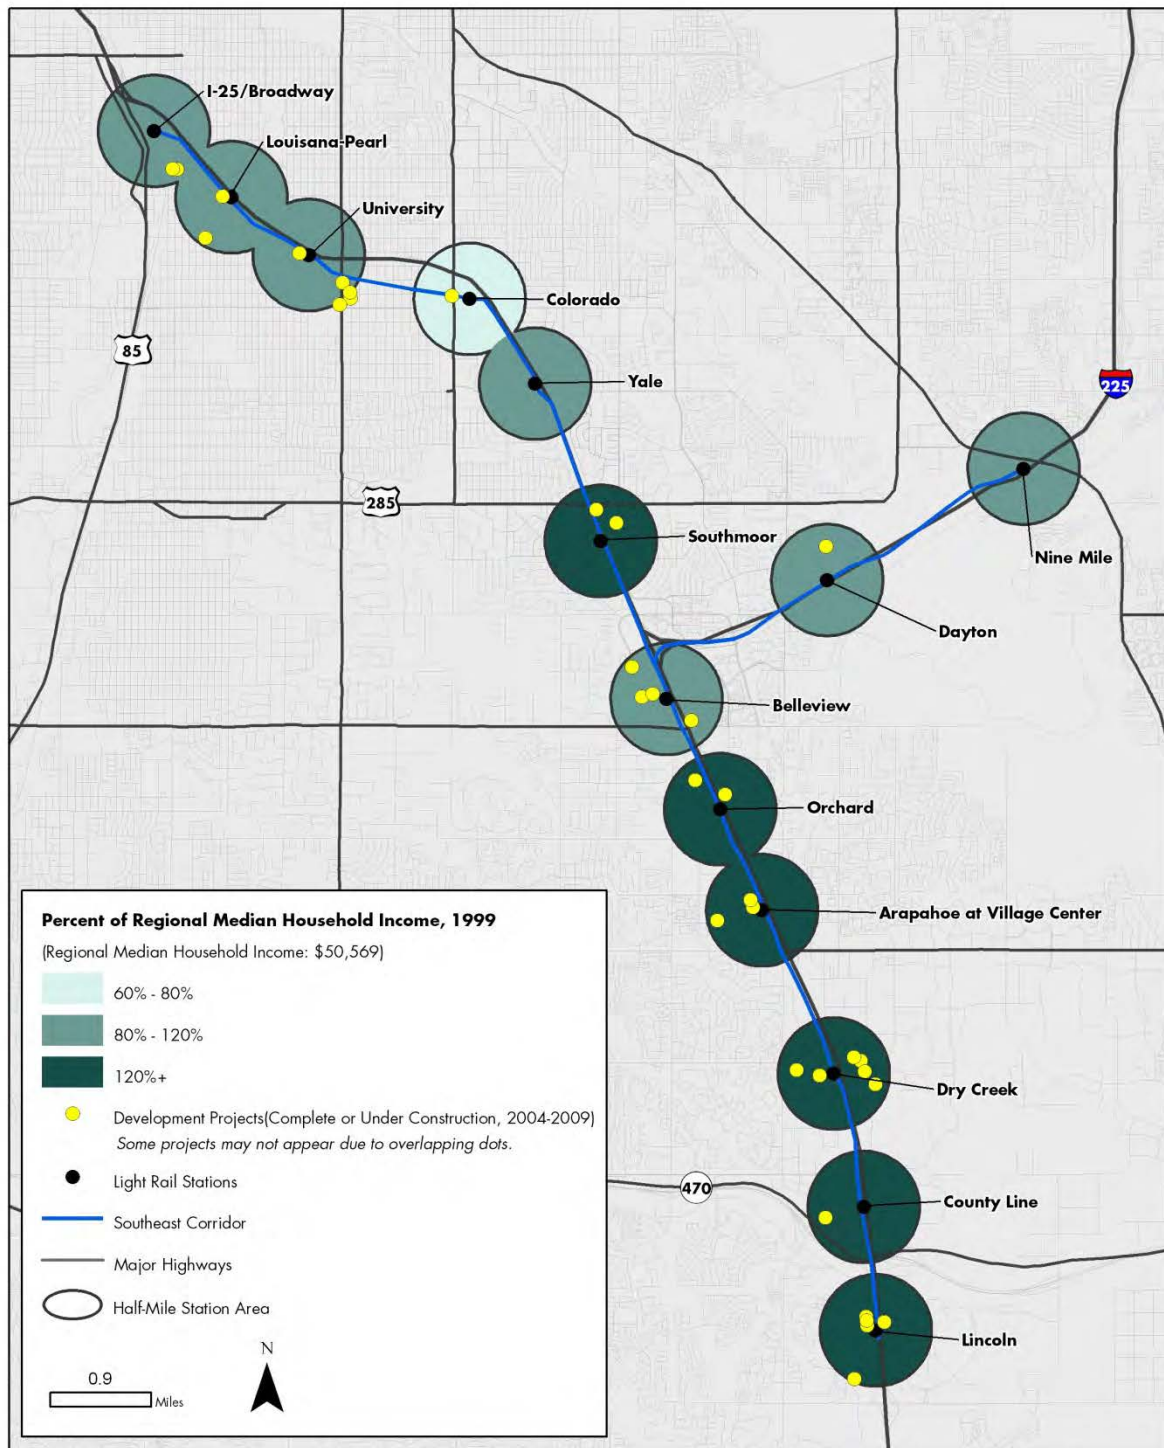 I-25/Broadway
Louisana-Pearl
University
Colorado
85
Yale
225
285
Southmoor
Nine Mile
Dayton
Belleview
Orchard
Arapahoe at Village Center
Dry Creek
470
County Line
Lincoln
Percent of Regional Median Household Income, 1999
(Regional Median Household Income: $50,569)
60% - 80%
80% - 120%
120%+
Development Projects(Complete or Under Construction, 2004-2009)
Some projects may not appear due to overlapping dots.
Light Rail Stations
Southeast Corridor
Major Highways
Half-Mile Station Area
N
0.9
Miles